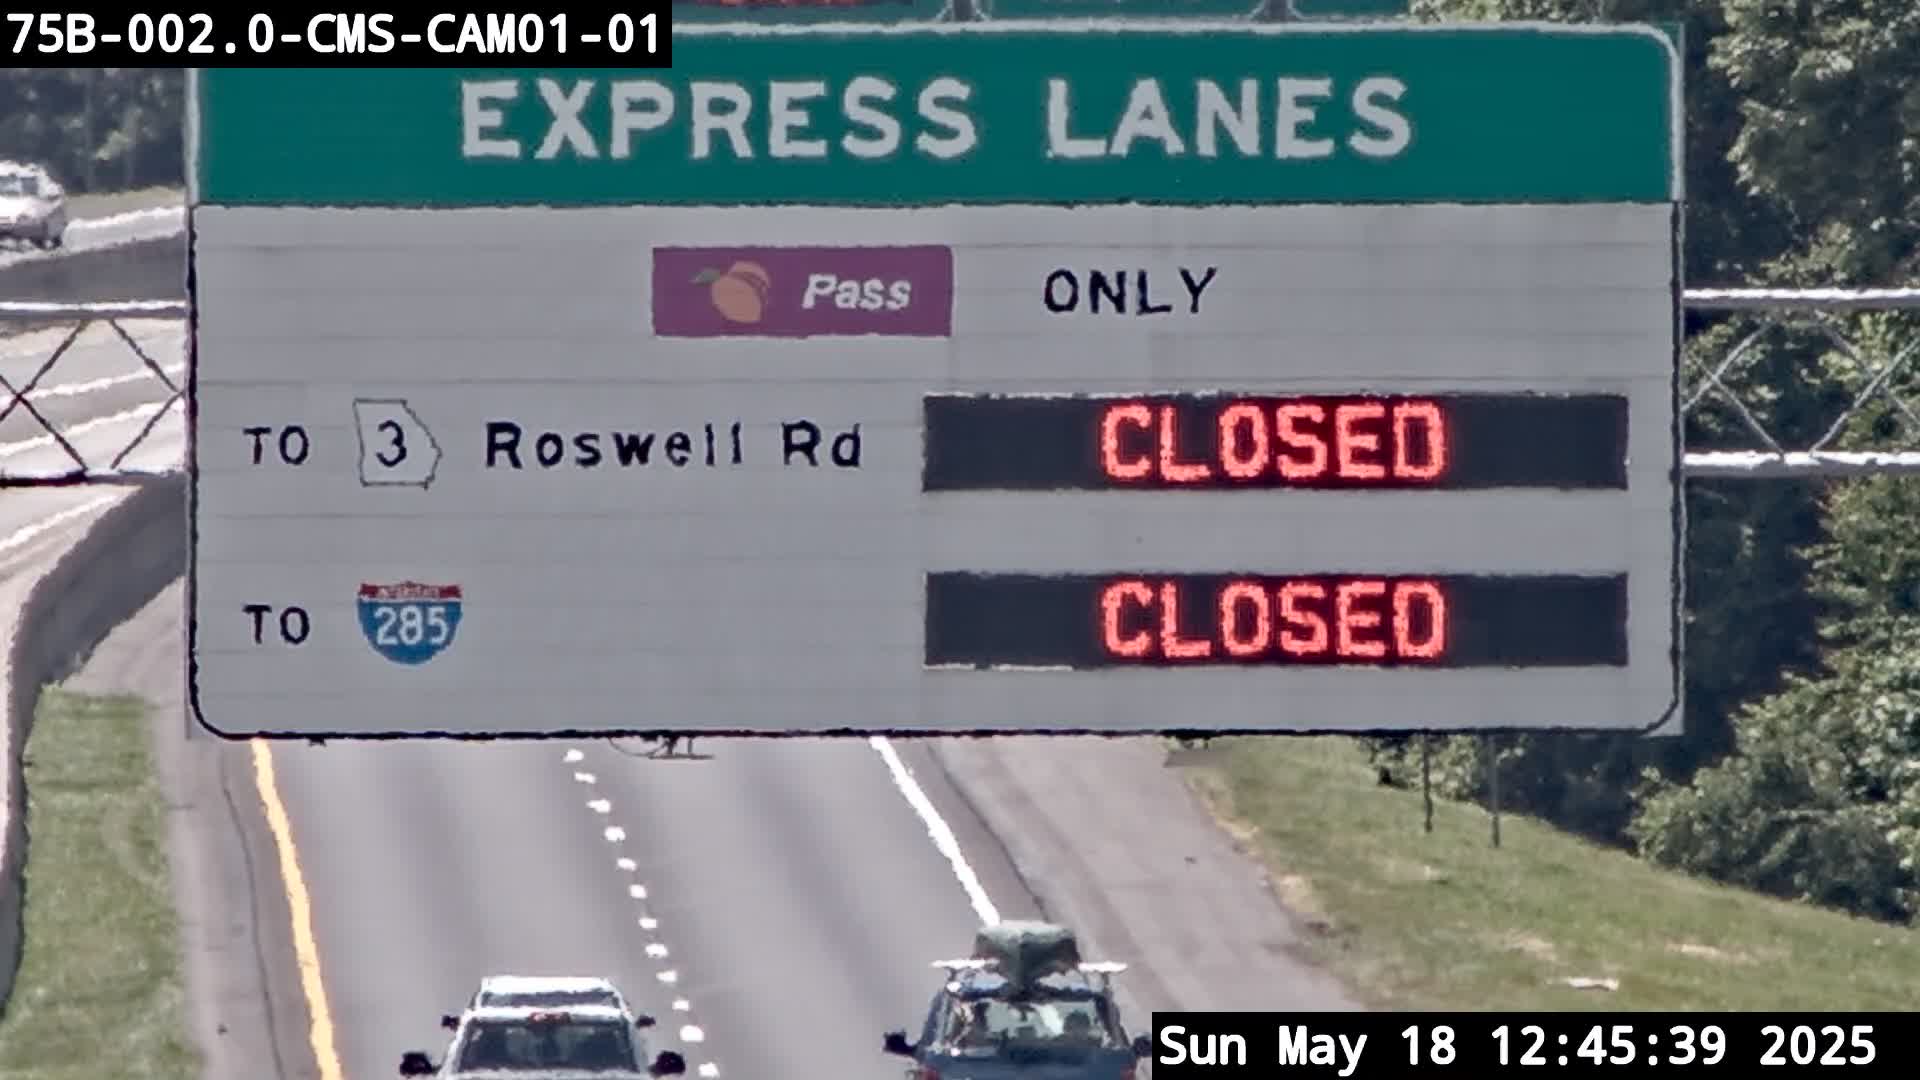 75B-002.0-CMS-CAM01-01
EXPRESS LANES
Pass ONLY
TO 3 Roswell Rd CLOSED
TO 285 CLOSED
Sun May 18 12:45:39 2025